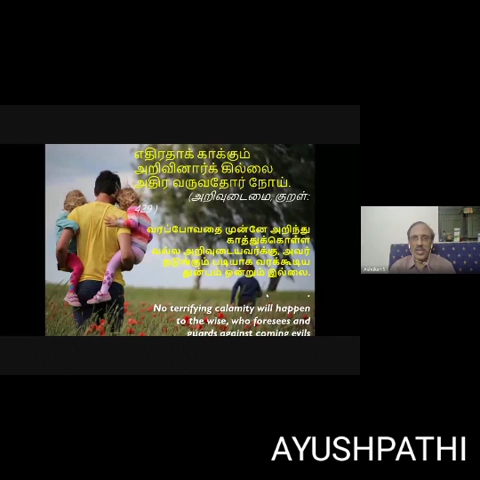 எதிரதாக் காக்கும்
அறிவினார்க் கில்லை
அதிர வருவதோர் நோய்.
(அறிவுடைமை, குறள்:
429 )
வரப்போவதை முன்னே அறிந்து
காத்துக்கொள்ள
வல்ல அறிவுடையவர்க்கு, அவர்
நடுங்கும் படியாக வரக்கூடிய
துன்பம் ஒன்றும் இல்லை.
No terrifying calamity will happen
to the wise, who foresees and
guards against coming evils
AYUSHPATHI